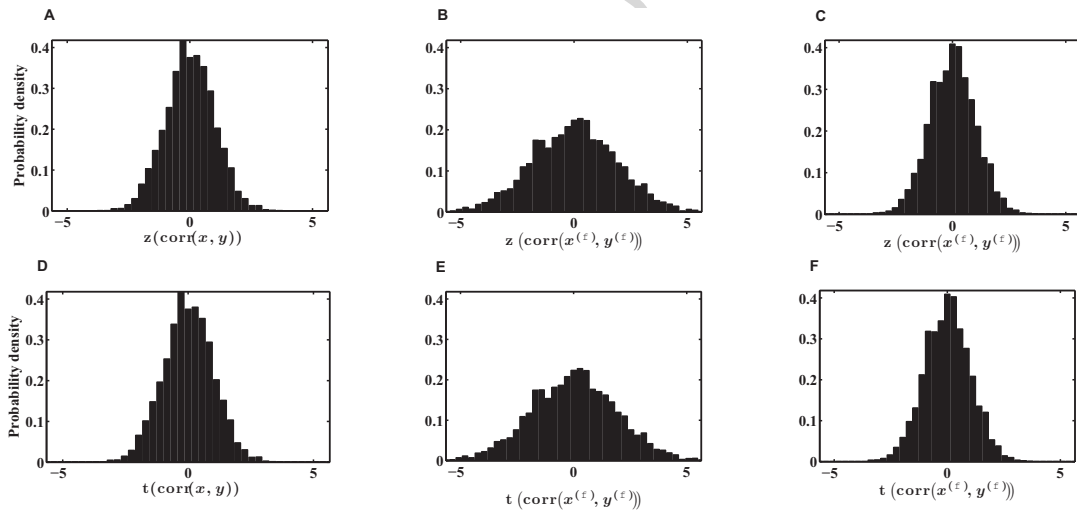 A B C
Probability density
0.4 0.4 0.4
0.3 0.3 0.3
0.2 0.2 0.2
0.1 0.1 0.1
0 0 0
−5 0 5 −5 0 5 −5 0 5
z(corr(x, y)) z (corr(x^(f), y^(f))) z (corr(x^(f), y^(f)))
D E F
Probability density
0.4 0.4 0.4
0.3 0.3 0.3
0.2 0.2 0.2
0.1 0.1 0.1
0 0 0
−5 0 5 −5 0 5 −5 0 5
t(corr(x, y)) t (corr(x^(f), y^(f))) t (corr(x^(f), y^(f)))